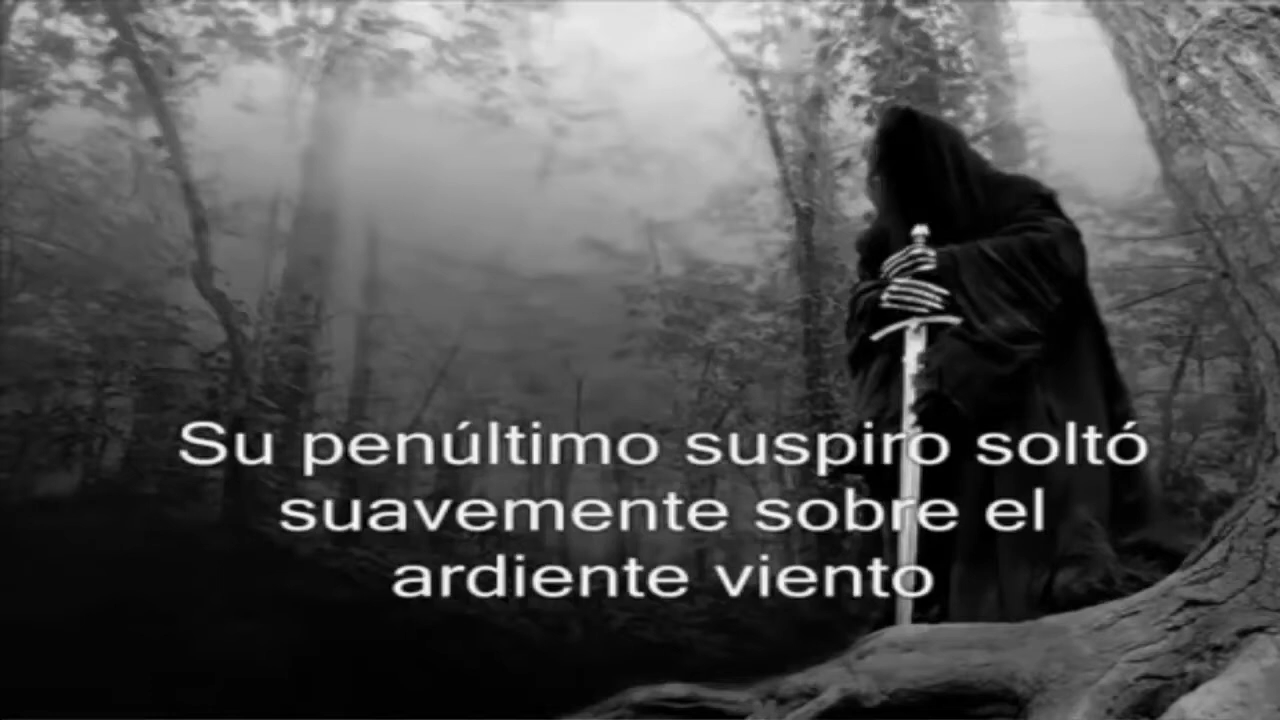 Su penúltimo suspiro soltó
suavemente sobre el
ardiente viento